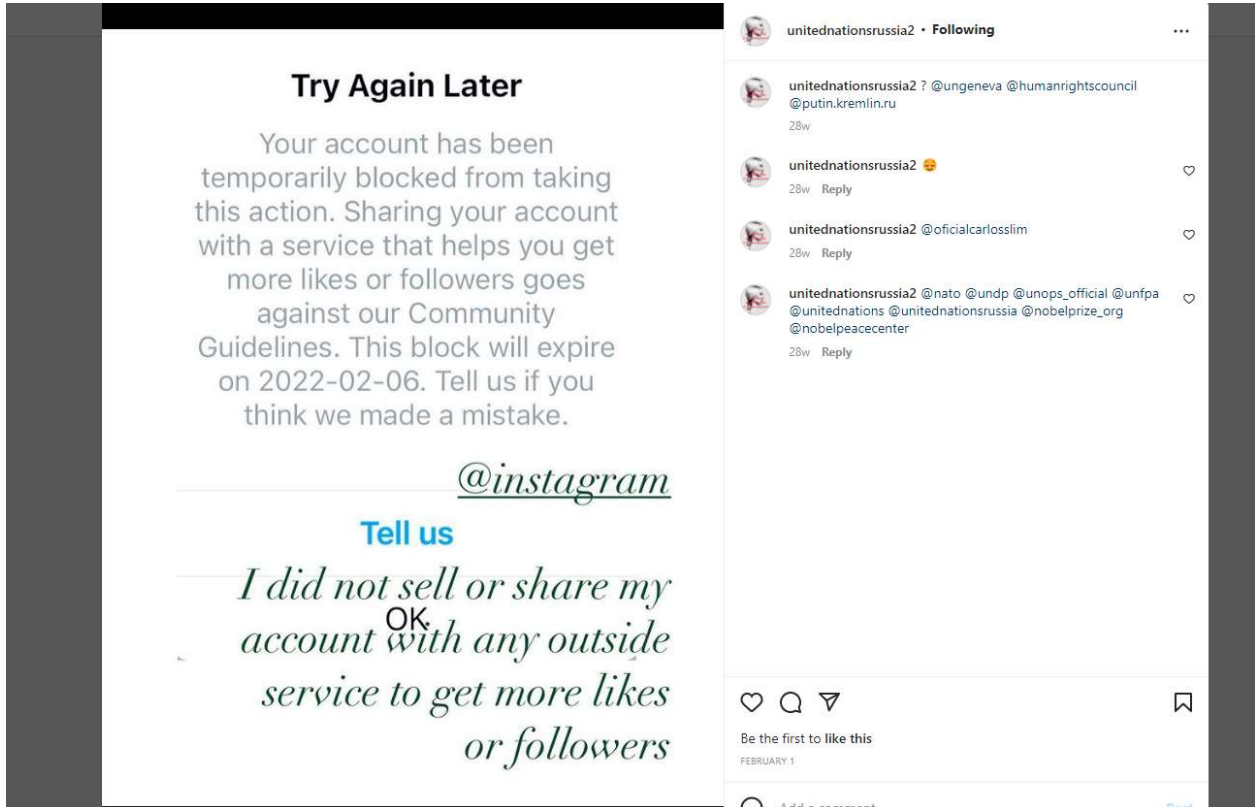 Try Again Later
Your account has been
temporarily blocked from taking
this action. Sharing your account
with a service that helps you get
more likes or followers goes
against our Community
Guidelines. This block will expire
on 2022-02-06. Tell us if you
think we made a mistake.
@instagram
Tell us
I did not sell or share my
OK
account with any outside
service to get more likes
or followers
unitednationsrussia2 • Following
unitednationsrussia2 ? @ungeneva @humanrightscouncil
@putin.kremlin.ru
28w
unitednationsrussia2 😌
28w Reply
unitednationsrussia2 @oficialcarlosslim
28w Reply
unitednationsrussia2 @nato @undp @unops_official @unfpa
@unitednations @unitednationsrussia @nobelprize_org
@nobelpeacecenter
28w Reply
Be the first to like this
FEBRUARY 1
Add a comment
Post